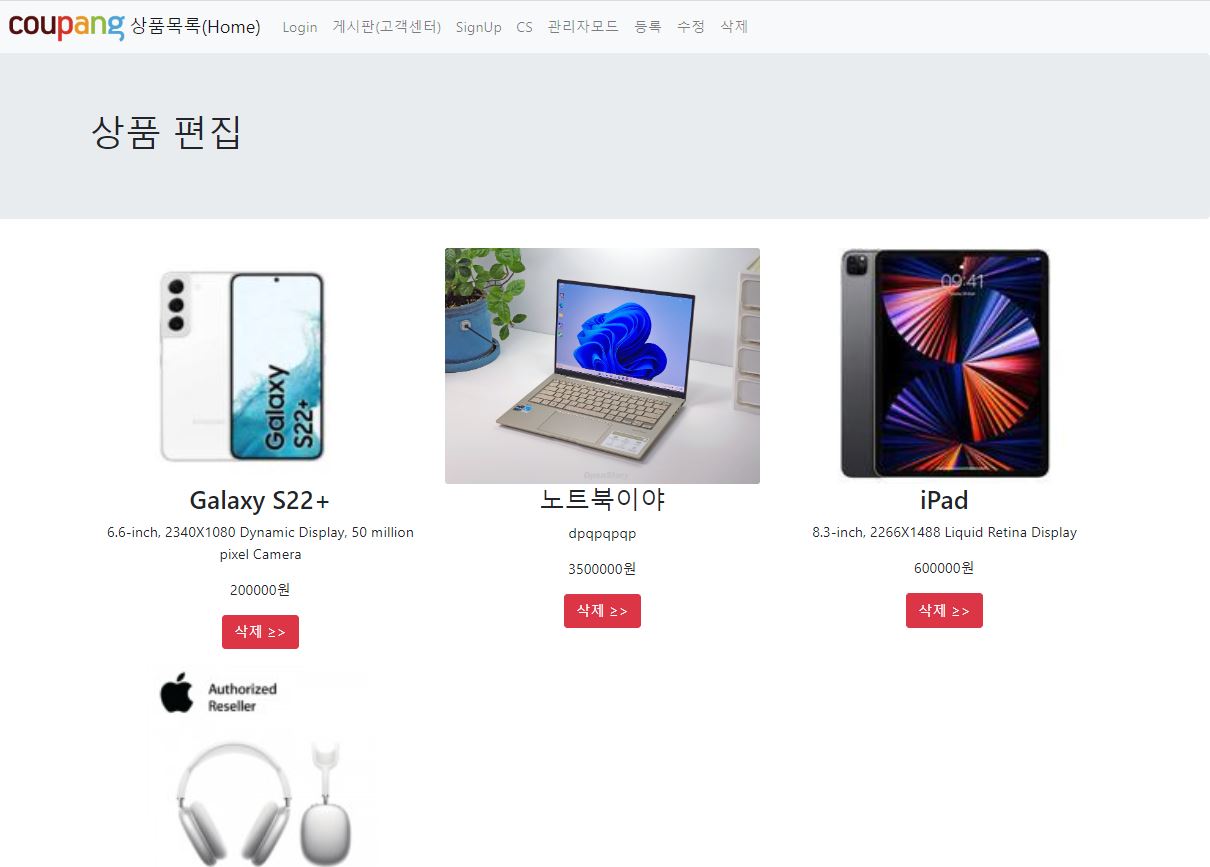 coupang 상품목록(Home) Login 게시판(고객센터) SignUp CS 관리자모드 등록 수정 삭제
상품 편집
Galaxy
S22+
09:41
Galaxy S22+
6.6-inch, 2340X1080 Dynamic Display, 50 million
pixel Camera
200000원
삭제 ≥>
노트북이야
dpqpqpqp
3500000원
삭제 ≥>
iPad
8.3-inch, 2266X1488 Liquid Retina Display
600000원
삭제 ≥>
Authorized
Reseller